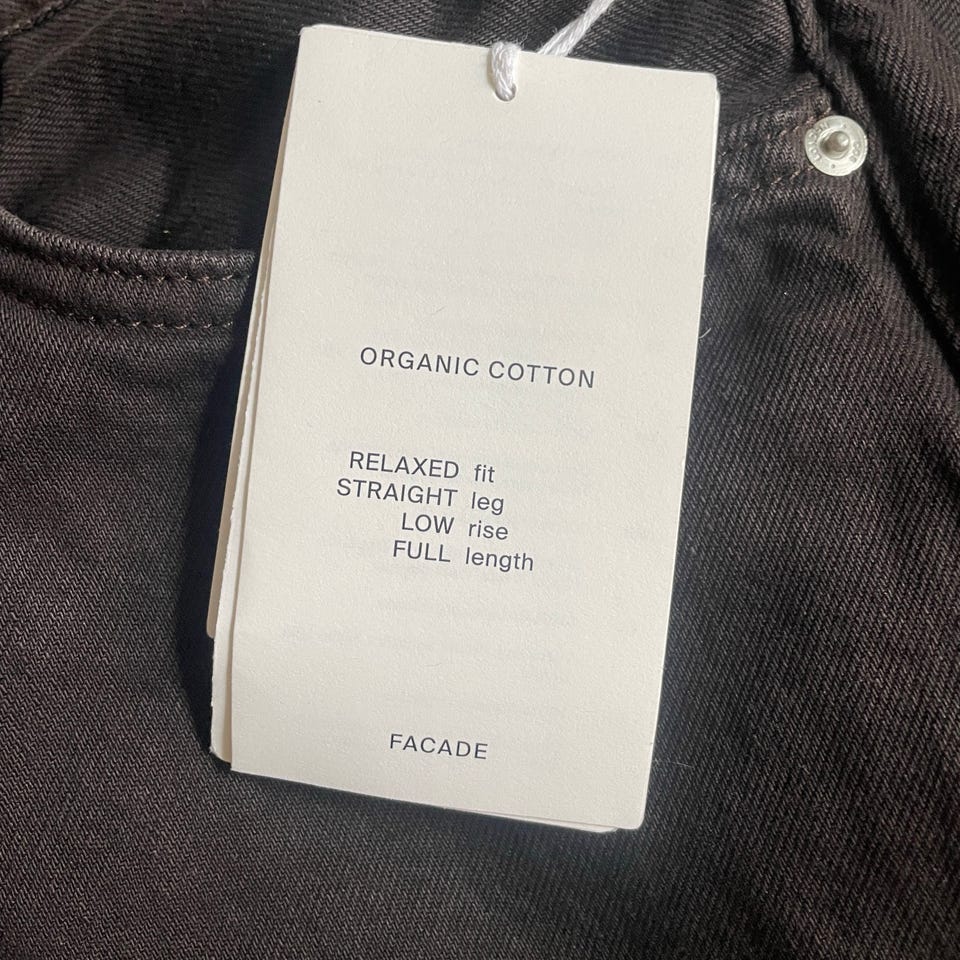 ORGANIC COTTON
RELAXED fit
STRAIGHT leg
LOW rise
FULL length
FACADE